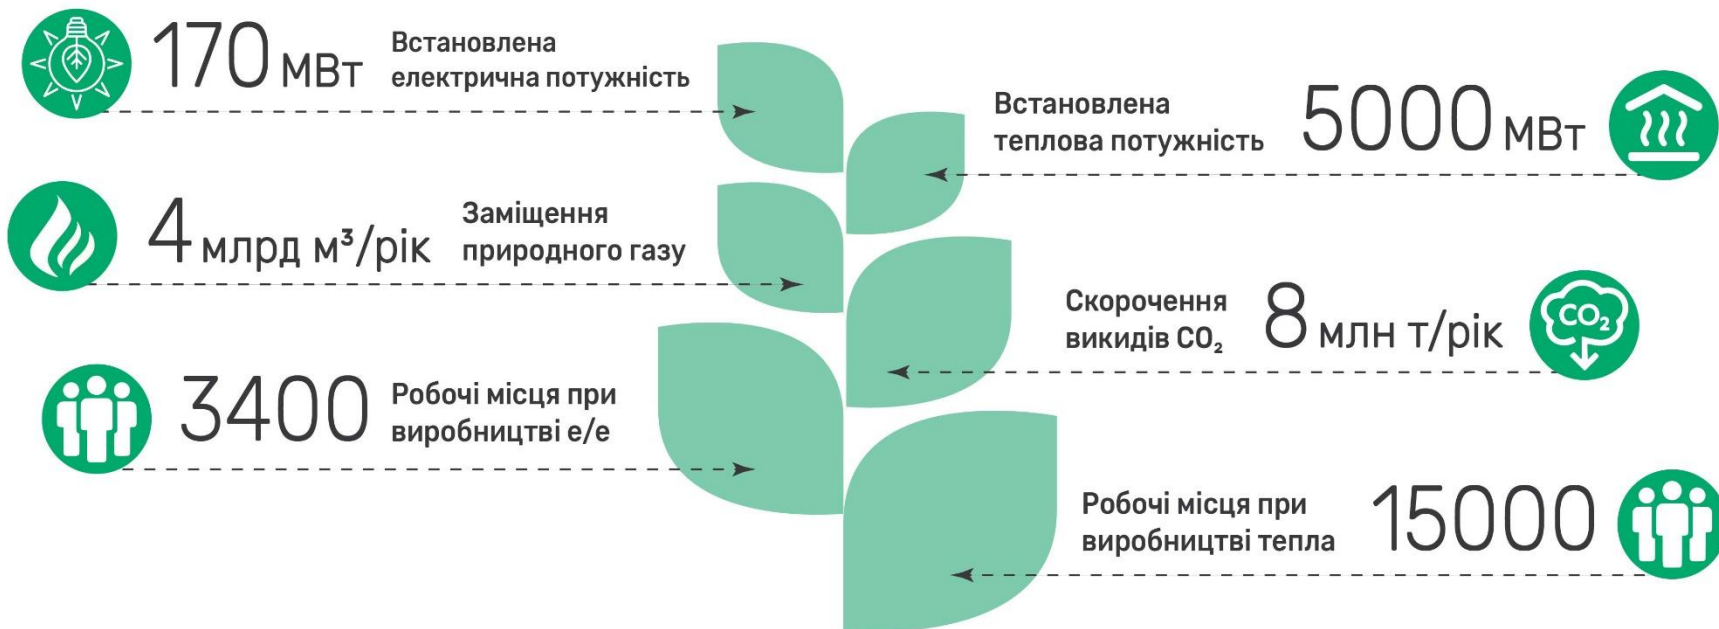 170 МВт
Встановлена
електрична потужність
Встановлена
теплова потужність
5000 МВт
4 млрд м³/рік
Заміщення
природного газу
Скорочення
викидів CO₂
8 млн т/рік
CO₂
3400
Робочі місця при
виробництві е/е
Робочі місця при
виробництві тепла
15000